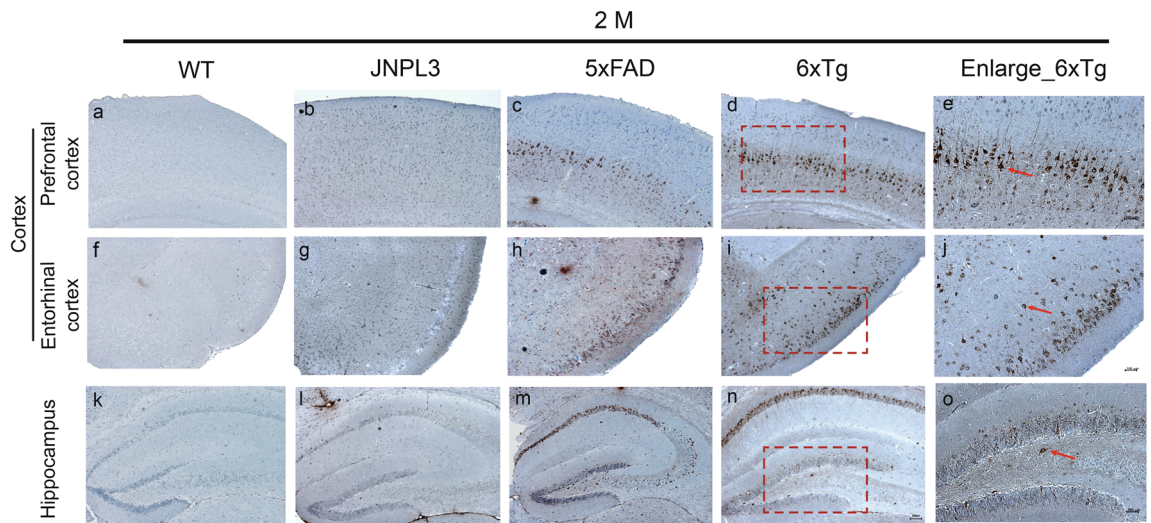 2 M
WT JNPL3 5xFAD 6xTg Enlarge_6xTg
Cortex
Prefrontal
cortex
a b c d e
Entorhinal
cortex
f g h i j
Hippocampus
k l m n o